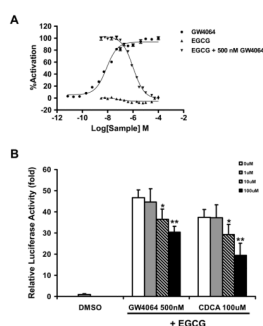 A
GW4064
EGCG
EGCG + 500 nM GW4064
%Activation
120
100
80
60
40
20
0
-20
-12
-10
-8
-6
-4
-2
Log[Sample] M
B
0uM
1uM
10uM
100uM
Relative Luciferase Activity (fold)
60
50
40
30
20
10
0
*
**
*
**
DMSO
GW4064 500nM
CDCA 100uM
+ EGCG